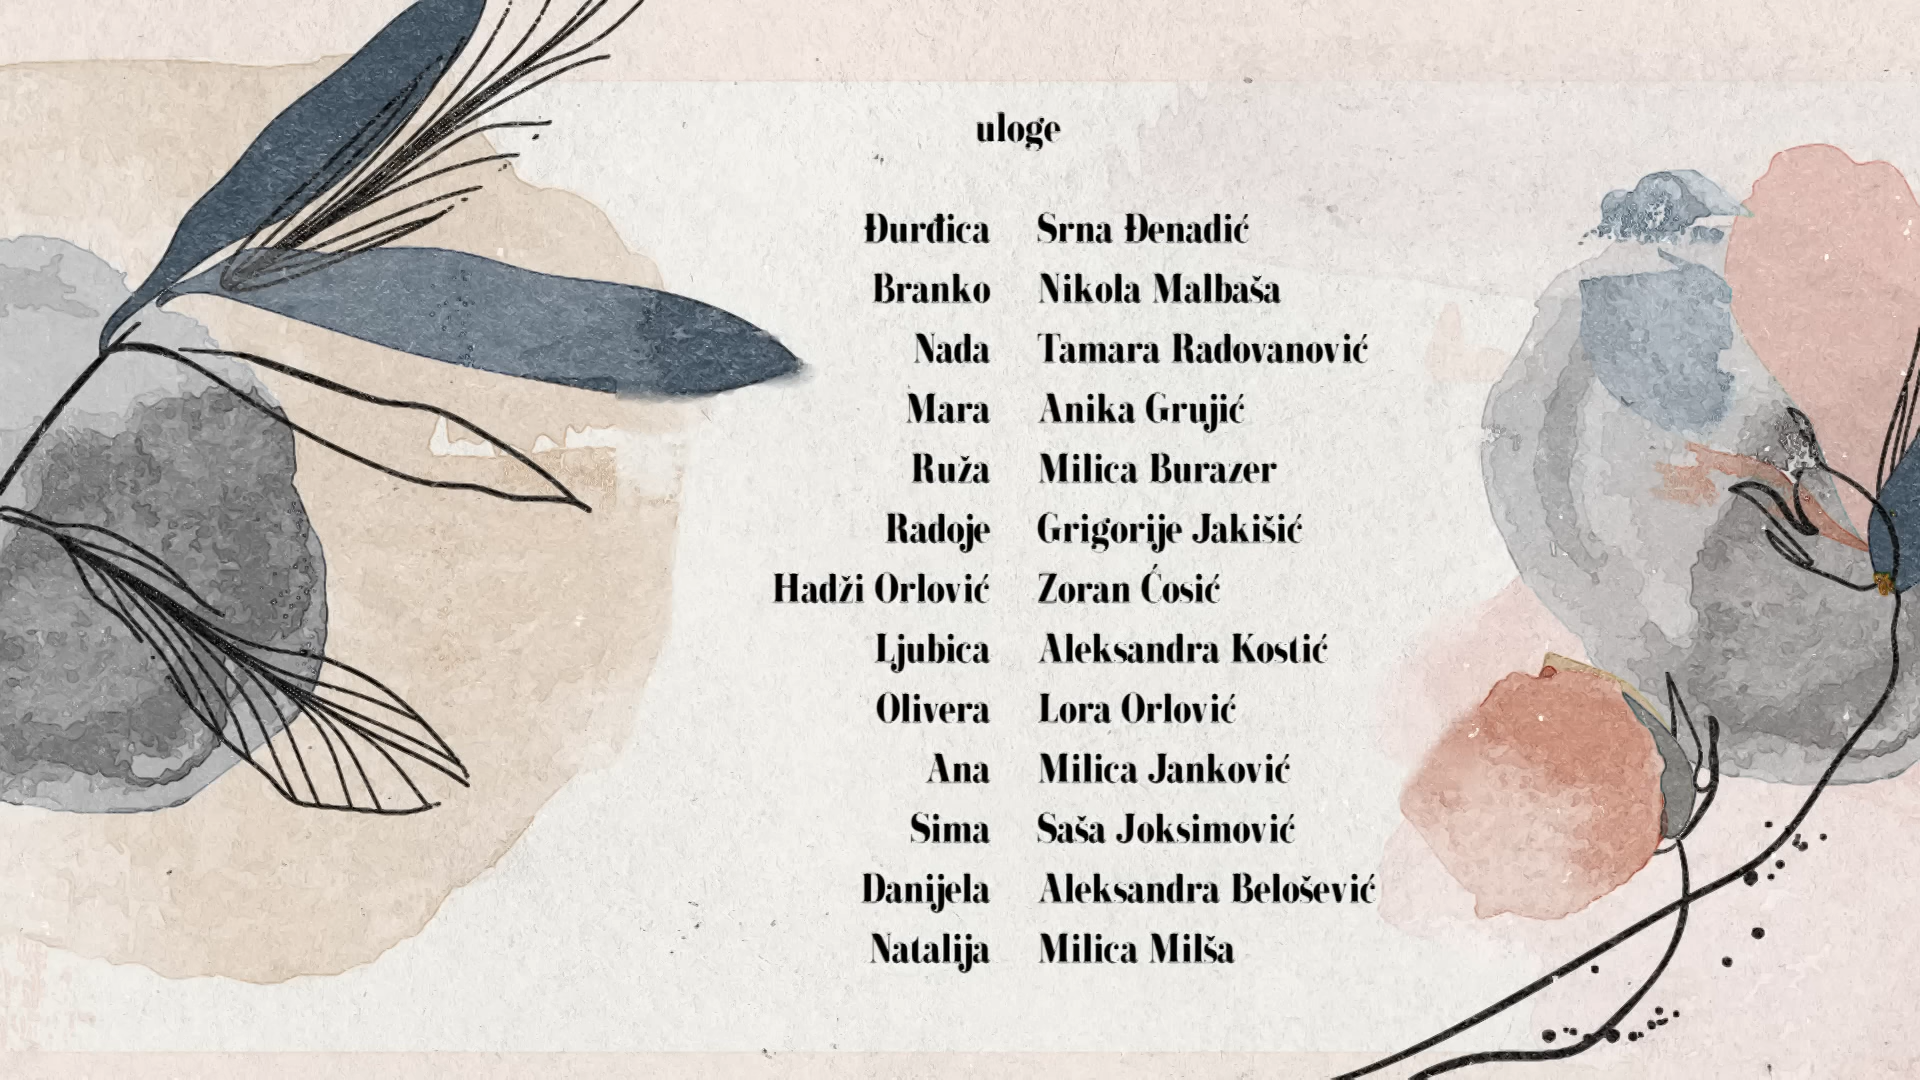 uloge
Đurđica Srna Đenadić
Branko Nikola Malbaša
Nada Tamara Radovanović
Mara Anika Grujić
Ruža Milica Burazer
Radoje Grigorije Jakišić
Hadži Orlović Zoran Ćosić
Ljubica Aleksandra Kostić
Olivera Lora Orlović
Ana Milica Janković
Sima Saša Joksimović
Danijela Aleksandra Belošević
Natalija Milica Milša